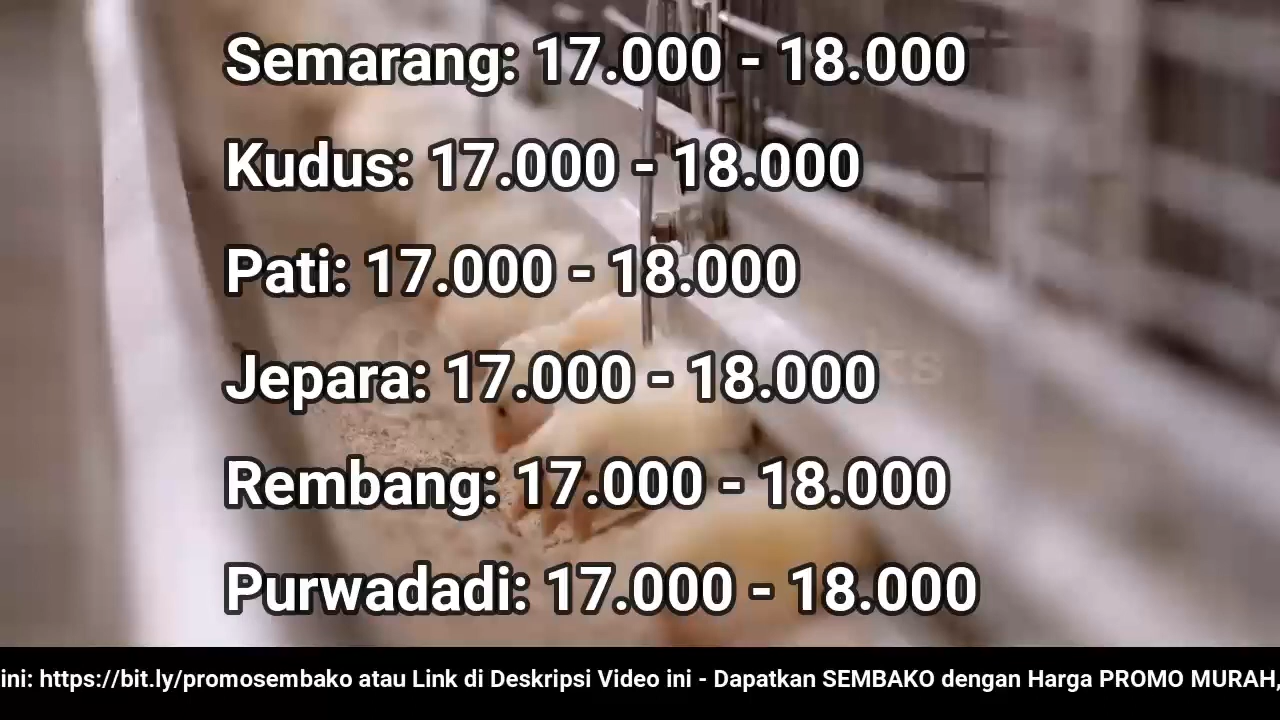 Semarang: 17.000 - 18.000
Kudus: 17.000 - 18.000
Pati: 17.000 - 18.000
Jepara: 17.000 - 18.000
Rembang: 17.000 - 18.000
Purwadadi: 17.000 - 18.000
ini: https://bit.ly/promosembako atau Link di Deskripsi Video ini - Dapatkan SEMBAKO dengan Harga PROMO MURAH,